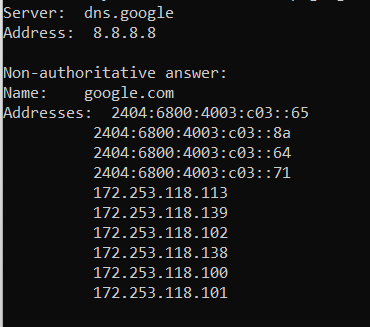 Server:  dns.google
Address:  8.8.8.8

Non-authoritative answer:
Name:    google.com
Addresses:  2404:6800:4003:c03::65
          2404:6800:4003:c03::8a
          2404:6800:4003:c03::64
          2404:6800:4003:c03::71
          172.253.118.113
          172.253.118.139
          172.253.118.102
          172.253.118.138
          172.253.118.100
          172.253.118.101